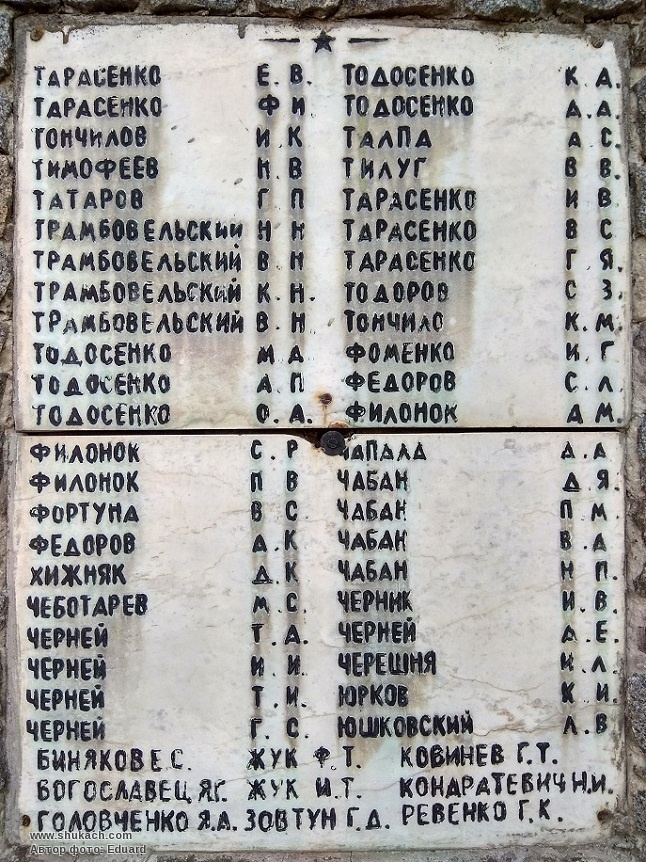 ТАРАСЕНКО Е. В. ТОДОСЕНКО К. А.
ТАРАСЕНКО Ф И ТОДОСЕНКО Д. А.
ТОНЧИЛОВ И. К ТАЛПА А С.
ТИМОФЕЕВ Н. В ТИЛУГ В В.
ТАТАРОВ Г. П ТАРАСЕНКО И В
ТРАМБОВЕЛЬСКИЙ Н Н ТАРАСЕНКО В С
ТРАМБОВЕЛЬСКИЙ В Н ТАРАСЕНКО Г Я.
ТРАМБОВЕЛЬСКИЙ К. Н. ТОДОРОВ С З.
ТРАМБОВЕЛЬСКИЙ В. Н ТОНЧИЛО К. М.
ТОДОСЕНКО М А ФОМЕНКО И. Г
ТОДОСЕНКО А. П ФЕДОРОВ С. Л.
ТОДОСЕНКО О. А. ФИЛОНОК А М.
ФИЛОНОК С. Р Д. А
ФИЛОНОК П В ЧАБАН Д Я.
ФОРТУНА В С ЧАБАН П М
ФЕДОРОВ А. К ЧАБАН В. А
ХИЖНЯК Д. К ЧАБАН Н П.
ЧЕБОТАРЕВ М. С. ЧЕРНИК И. В.
ЧЕРНЕЙ Т. А. ЧЕРНЕЙ А. Е.
ЧЕРНЕЙ И И. ЧЕРЕШНЯ И. Л.
ЧЕРНЕЙ Т. И. ЮРКОВ К И.
ЧЕРНЕЙ Г. С. ЮШКОВСКИЙ Л. В
БИНЯКОВ Е. С. ЖУК Ф. Т. КОВИНЕВ Г. Т.
БОГОСЛАВЕЦ Я Г. ЖУК И. Т. КОНДРАТЕВИЧ Н. И.
ГОЛОВЧЕНКО Я. А. ЗОВТУН Г. Д. РЕВЕНКО Г. К.
www.shukach.com
Автор фото: Eduard